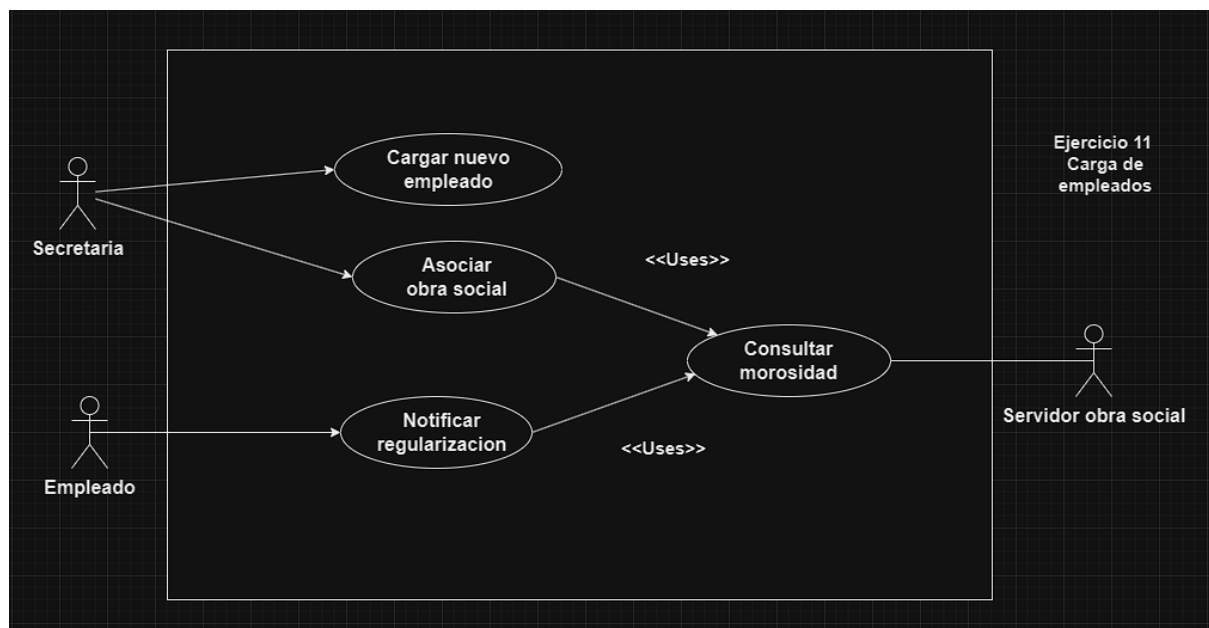 Cargar nuevo
empleado
Ejercicio 11
Carga de
empleados
Secretaria
Asociar
obra social
<<Uses>>
Consultar
morosidad
Servidor obra social
Notificar
regularizacion
<<Uses>>
Empleado